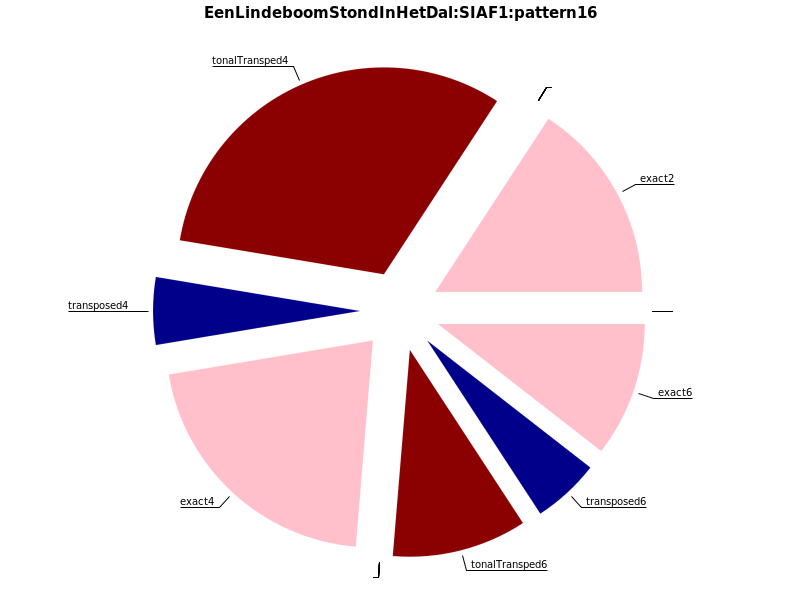 EenLindeboomStondInHetDal:SIAF1:pattern16
tonalTransped4
exact2
transposed4
exact6
exact4
transposed6
tonalTransped6